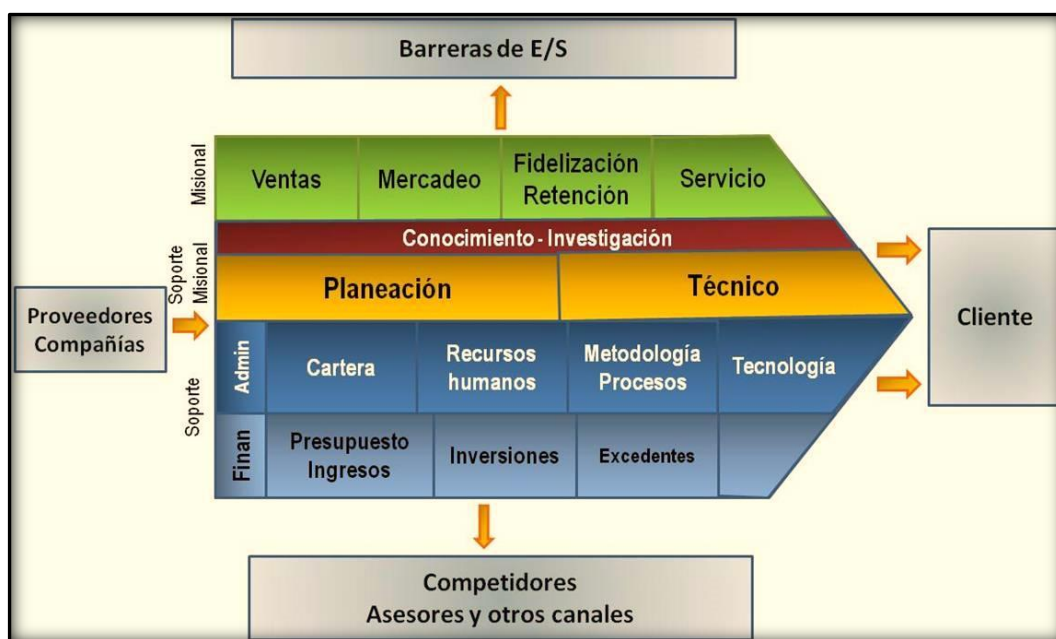 Barreras de E/S
Misional
Ventas
Mercadeo
Fidelización
Retención
Servicio
Conocimiento - Investigación
Soporte
Misional
Planeación
Técnico
Proveedores
Compañías
Cliente
Soporte
Admin
Cartera
Recursos
humanos
Metodología
Procesos
Tecnología
Finan
Presupuesto
Ingresos
Inversiones
Excedentes
Competidores
Asesores y otros canales